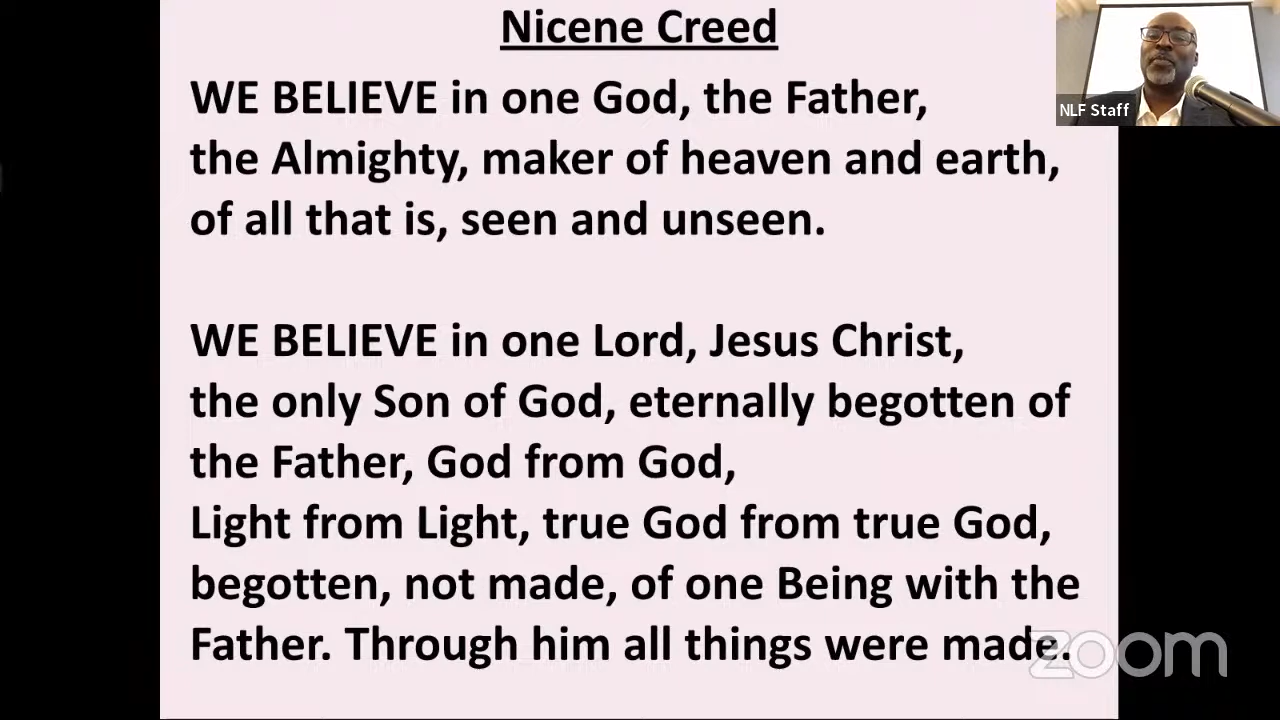 Nicene Creed
WE BELIEVE in one God, the Father,
the Almighty, maker of heaven and earth,
of all that is, seen and unseen.
WE BELIEVE in one Lord, Jesus Christ,
the only Son of God, eternally begotten of
the Father, God from God,
Light from Light, true God from true God,
begotten, not made, of one Being with the
Father. Through him all things were made.
NLF Staff
zoom